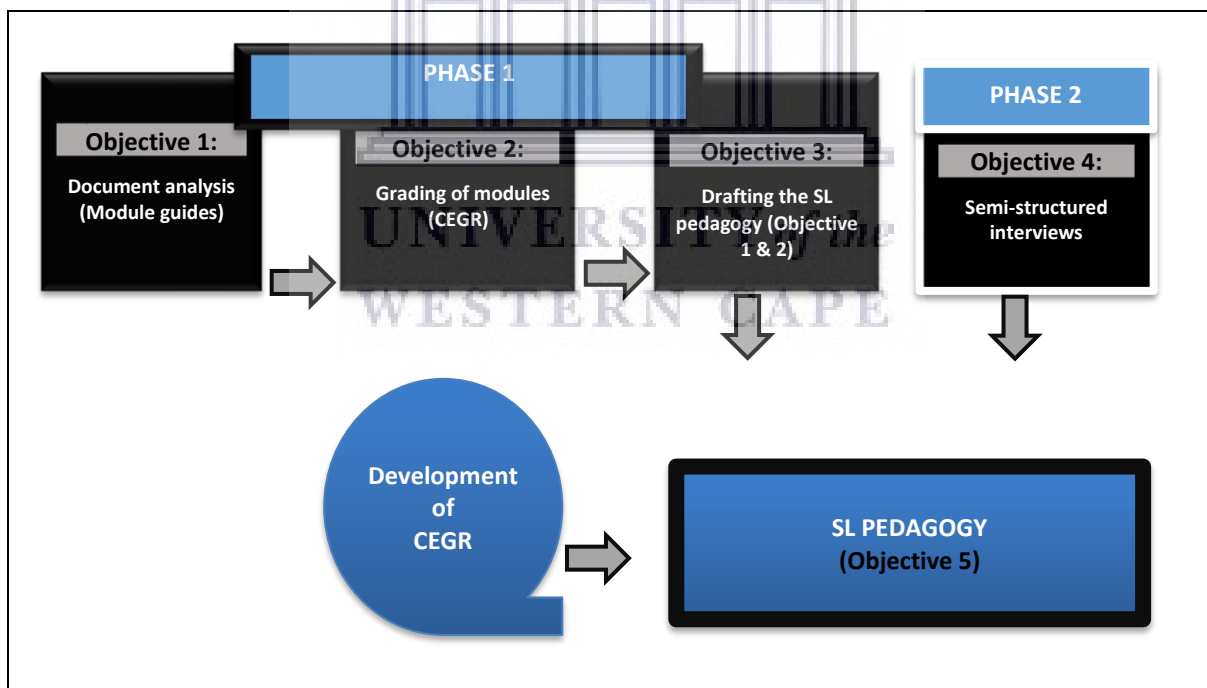 PHASE 1
Objective 1:
Document analysis
(Module guides)
Objective 2:
Grading of modules
(CEGR)
Objective 3:
Drafting the SL
pedagogy (Objective
1 & 2)
PHASE 2
Objective 4:
Semi-structured
interviews
UNIVERSITY of the
WESTERN CAPE
Development
of
CEGR
SL PEDAGOGY
(Objective 5)